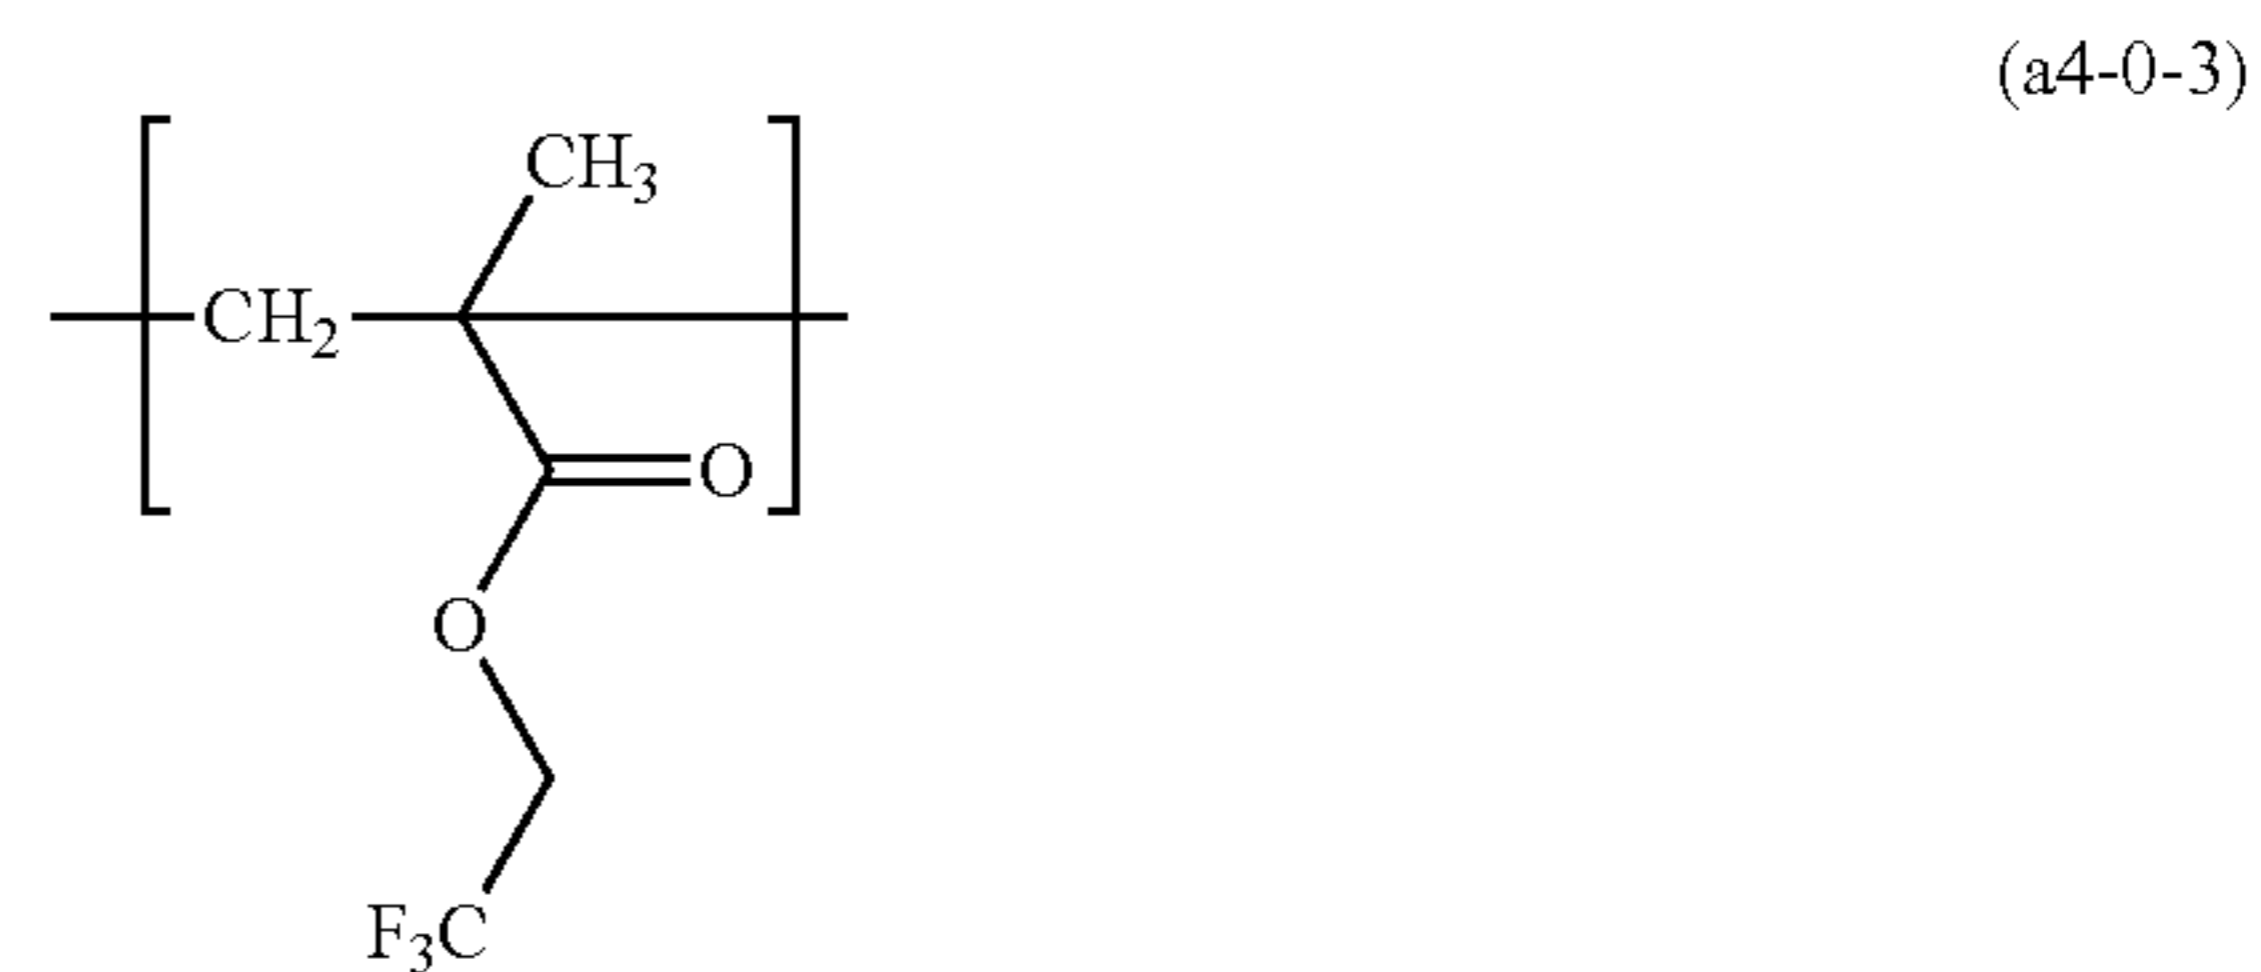 (a4-0-3)
CH₃
CH₂
O
O
F₃C